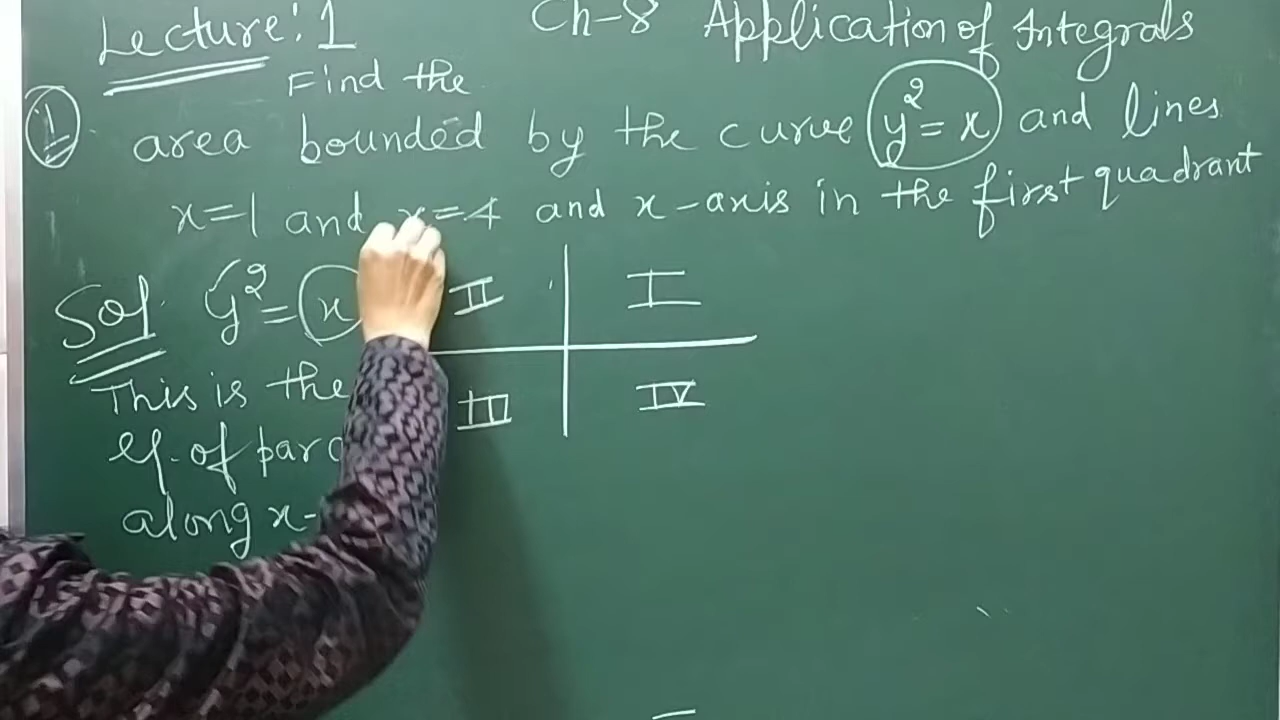 Lecture: 1 Ch-8 Application of Integrals
Find the
1. area bounded by the curve y² = x and lines
x=1 and x=4 and x-axis in the first quadrant
Sol. y² = x
II I
This is the
III IV
eq. of para
along x-